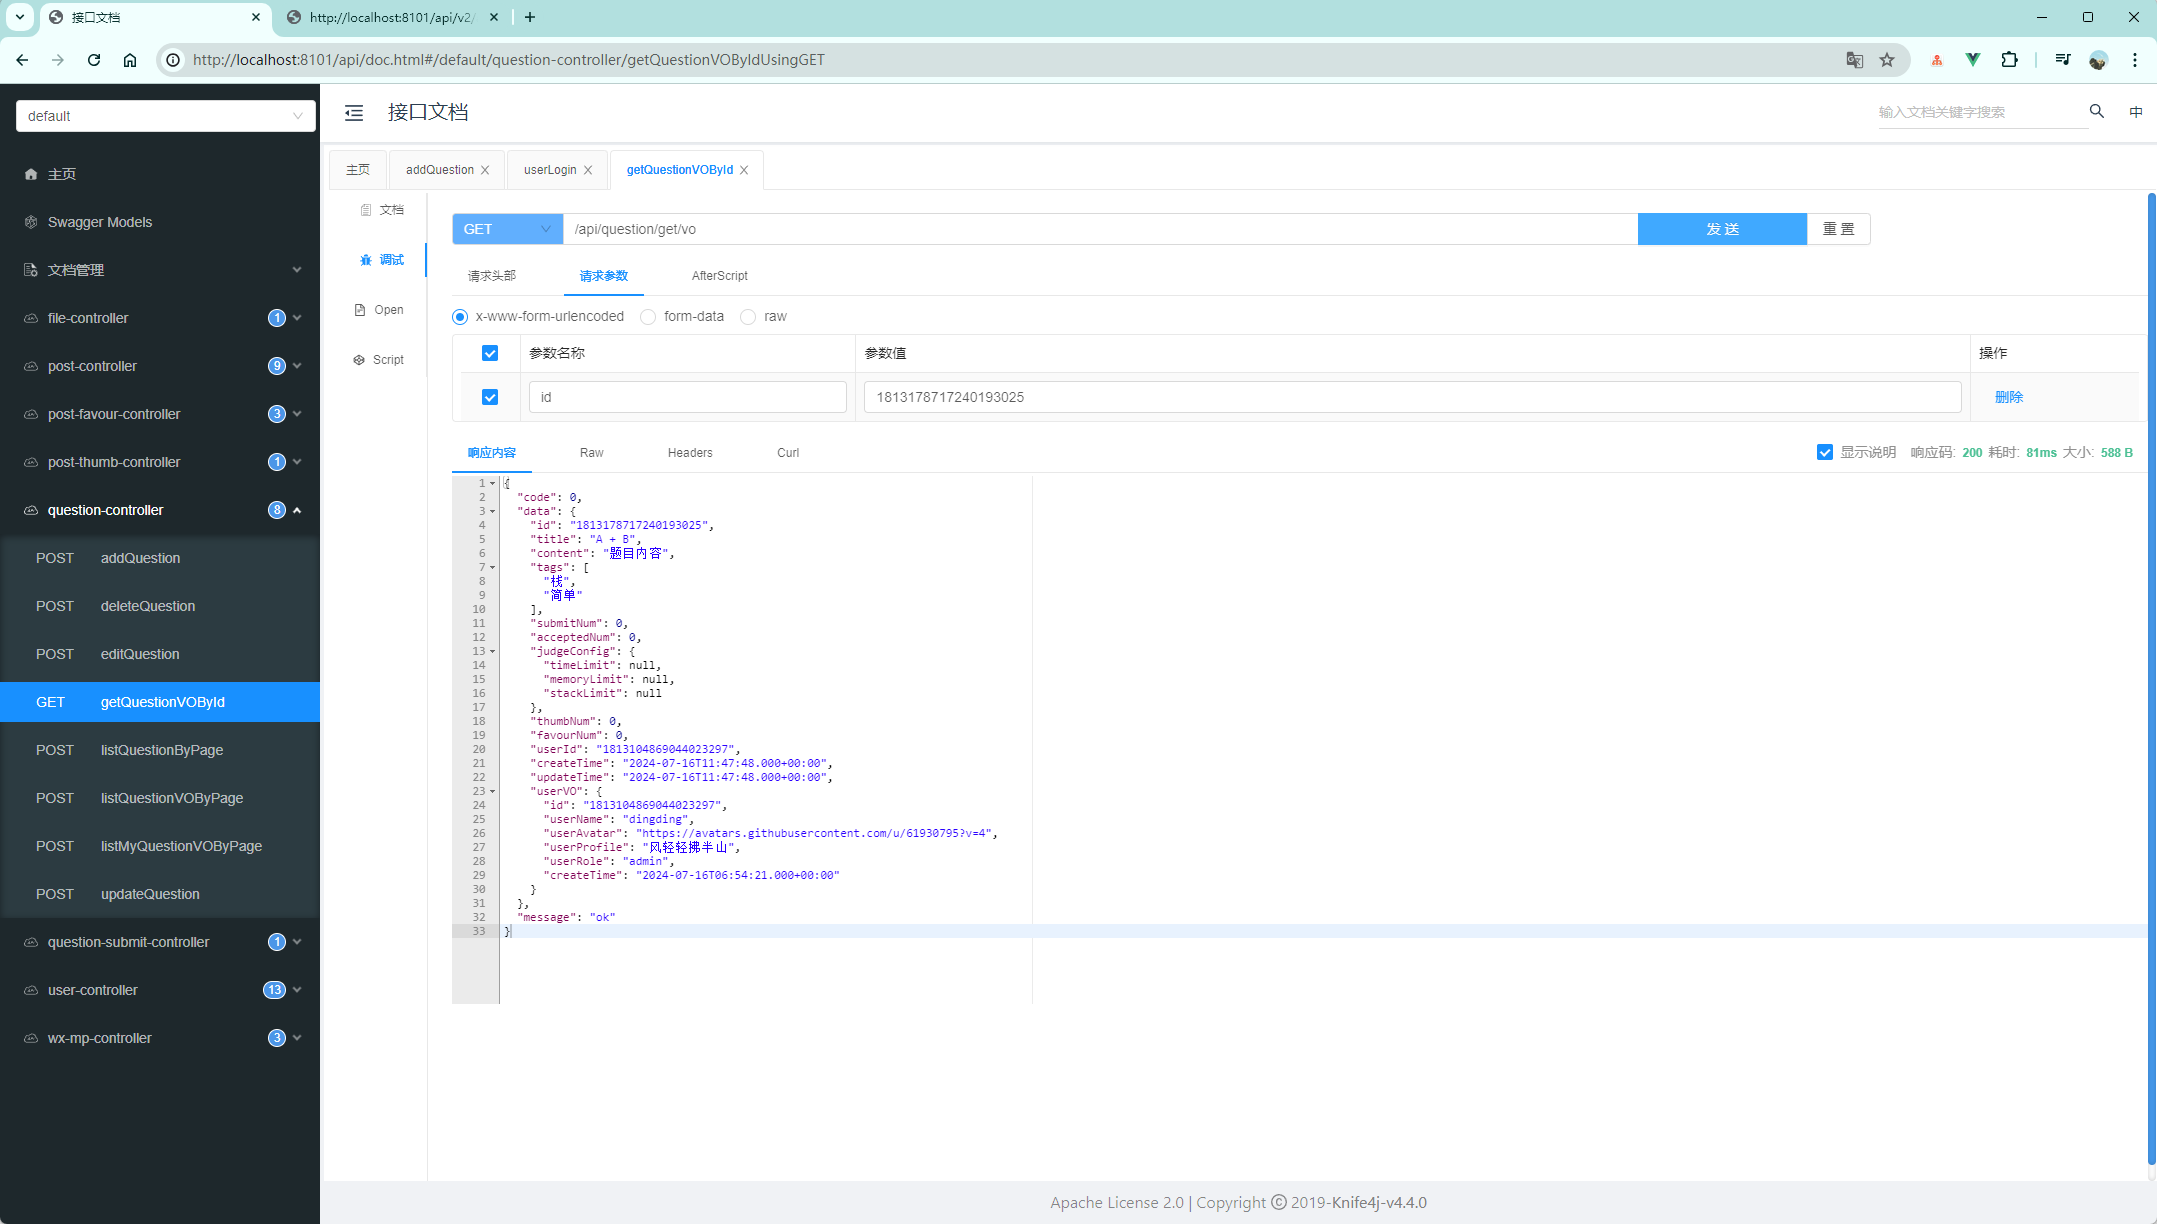 接口文档
http://localhost:8101/api/v2/
http://localhost:8101/api/doc.html#/default/question-controller/getQuestionVOByIdUsingGET
default
接口文档
输入文档关键字搜索
中
主页
Swagger Models
文档管理
file-controller 1
post-controller 9
post-favour-controller 3
post-thumb-controller 1
question-controller 8
POST addQuestion
POST deleteQuestion
POST editQuestion
GET getQuestionVOById
POST listQuestionByPage
POST listQuestionVOByPage
POST listMyQuestionVOByPage
POST updateQuestion
question-submit-controller 1
user-controller 13
wx-mp-controller 3
主页 addQuestion userLogin getQuestionVOById
文档
调试
Open
Script
GET /api/question/get/vo 发 送 重 置
请求头部 请求参数 AfterScript
x-www-form-urlencoded form-data raw
参数名称 参数值 操作
id 1813178717240193025 删除
响应内容 Raw Headers Curl 显示说明 响应码: 200 耗时: 81ms 大小: 588 B
1 {
2 "code": 0,
3 "data": {
4 "id": "1813178717240193025",
5 "title": "A + B",
6 "content": "题目内容",
7 "tags": [
8 "栈",
9 "简单"
10 ],
11 "submitNum": 0,
12 "acceptedNum": 0,
13 "judgeConfig": {
14 "timeLimit": null,
15 "memoryLimit": null,
16 "stackLimit": null
17 },
18 "thumbNum": 0,
19 "favourNum": 0,
20 "userId": "1813104869044023297",
21 "createTime": "2024-07-16T11:47:48.000+00:00",
22 "updateTime": "2024-07-16T11:47:48.000+00:00",
23 "userVO": {
24 "id": "1813104869044023297",
25 "userName": "dingding",
26 "userAvatar": "https://avatars.githubusercontent.com/u/61930795?v=4",
27 "userProfile": "风轻轻拂半山",
28 "userRole": "admin",
29 "createTime": "2024-07-16T06:54:21.000+00:00"
30 }
31 },
32 "message": "ok"
33 }
Apache License 2.0 | Copyright © 2019-Knife4j-v4.4.0